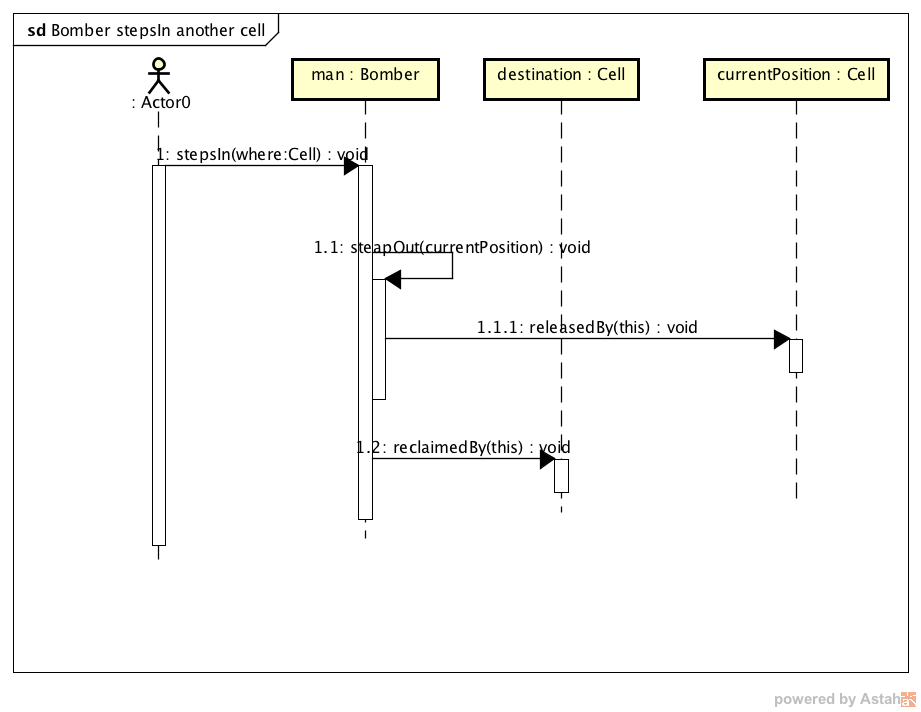 sd Bomber stepsIn another cell
: Actor0
man : Bomber
destination : Cell
currentPosition : Cell
1: stepsIn(where:Cell) : void
1.1: steapOut(currentPosition) : void
1.1.1: releasedBy(this) : void
1.2: reclaimedBy(this) : void
powered by Astah